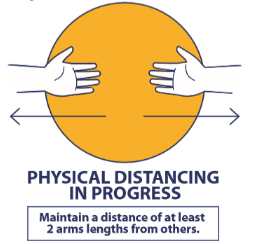 PHYSICAL DISTANCING
IN PROGRESS
Maintain a distance of at least
2 arms lengths from others.